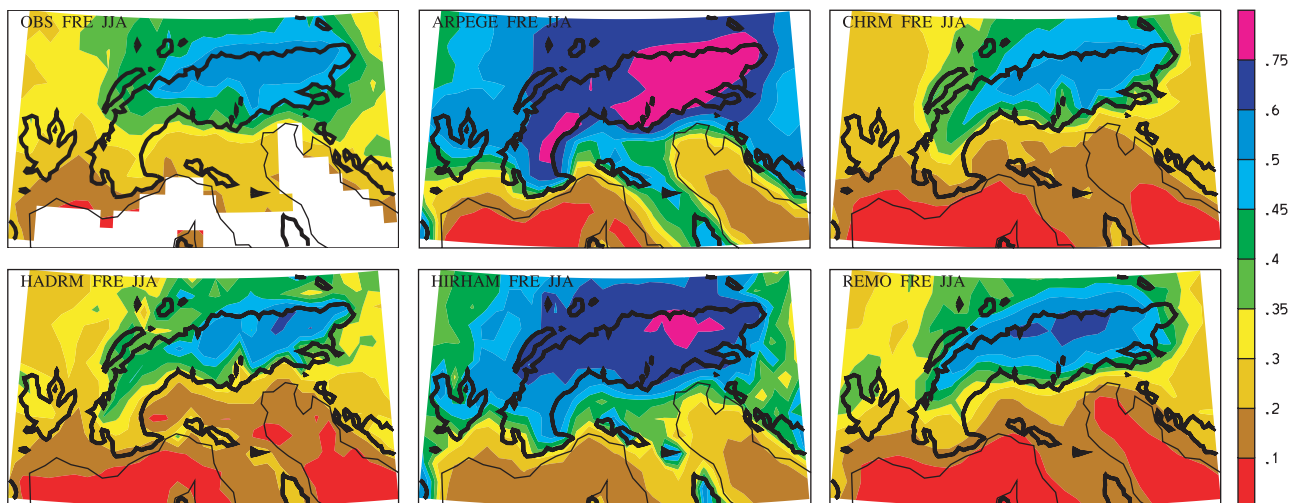 OBS FRE JJA
ARPEGE FRE JJA
CHRM FRE JJA
.75
.6
.5
.45
.4
.35
.3
.2
.1
HADRM FRE JJA
HIRHAM FRE JJA
REMO FRE JJA